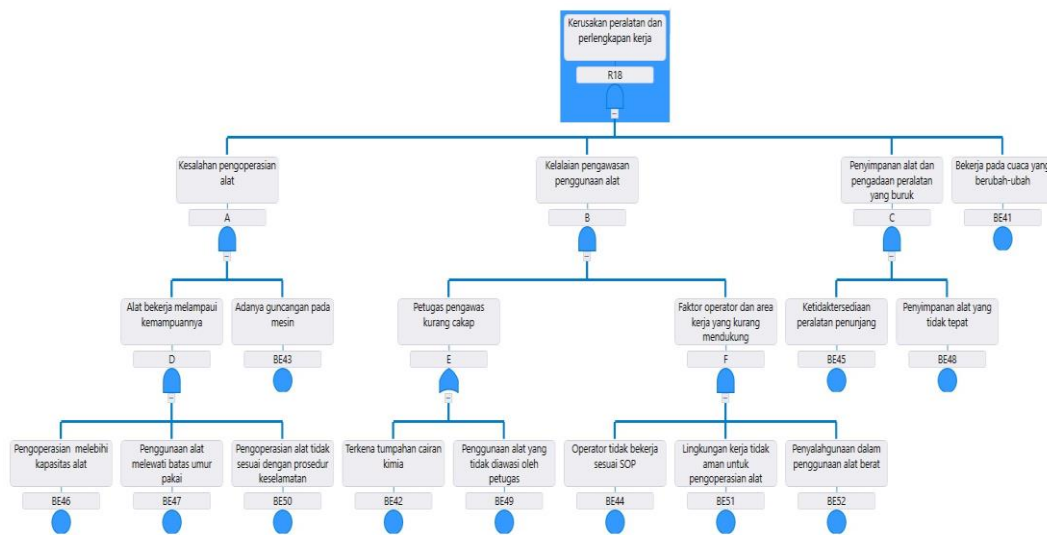 Kerusakan peralatan dan
perlengkapan kerja
R18
Kesalahan pengoperasian
alat
A
Kelalaian pengawasan
penggunaan alat
B
Penyimpanan alat dan
pengadaan peralatan
yang buruk
C
Bekerja pada cuaca yang
berubah-ubah
BE41
Alat bekerja melampaui
kemampuannya
D
Adanya guncangan pada
mesin
BE43
Petugas pengawas
kurang cakap
E
Faktor operator dan area
kerja yang kurang
mendukung
F
Ketidaktersediaan
peralatan penunjang
BE45
Penyimpanan alat yang
tidak tepat
BE48
Pengoperasian melebihi
kapasitas alat
BE46
Penggunaan alat
melewati batas umur
pakai
BE47
Pengoperasian alat tidak
sesuai dengan prosedur
keselamatan
BE50
Terkena tumpahan cairan
kimia
BE42
Penggunaan alat yang
tidak diawasi oleh
petugas
BE49
Operator tidak bekerja
sesuai SOP
BE44
Lingkungan kerja tidak
aman untuk
pengoperasian alat
BE51
Penyalahgunaan dalam
penggunaan alat berat
BE52